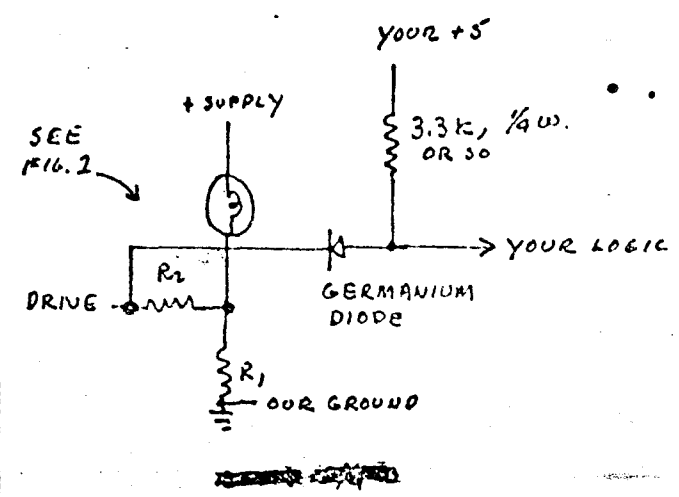 YOUR +5
+ SUPPLY
3.3 K, 1/4 W.
OR SO
SEE
FIG. 1
YOUR LOGIC
R2
DRIVE
GERMANIUM
DIODE
R1
OUR GROUND